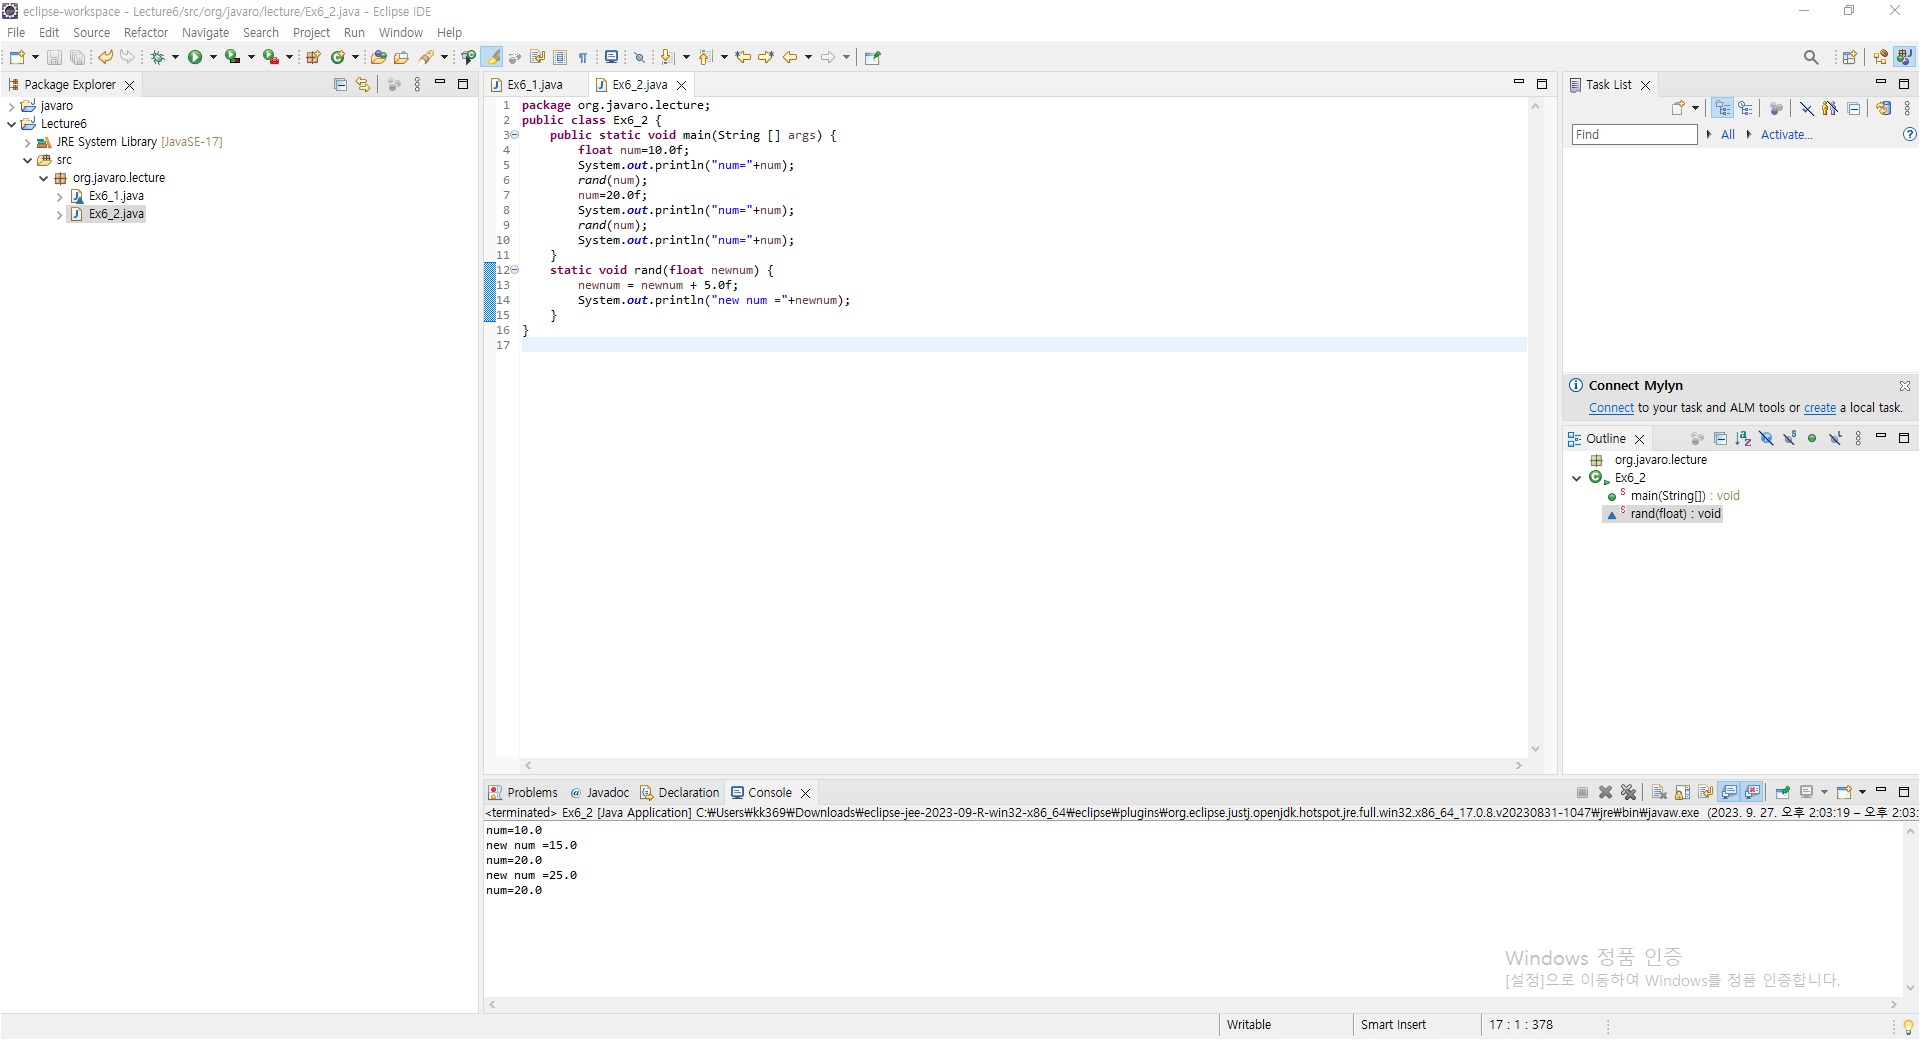 eclipse-workspace - Lecture6/src/org/javaro/lecture/Ex6_2.java - Eclipse IDE
File Edit Source Refactor Navigate Search Project Run Window Help
Package Explorer
javaro
Lecture6
JRE System Library [JavaSE-17]
src
org.javaro.lecture
Ex6_1.java
Ex6_2.java
Ex6_1.java Ex6_2.java
1 package org.javaro.lecture;
2 public class Ex6_2 {
3 public static void main(String [] args) {
4 float num=10.0f;
5 System.out.println("num="+num);
6 rand(num);
7 num=20.0f;
8 System.out.println("num="+num);
9 rand(num);
10 System.out.println("num="+num);
11 }
12 static void rand(float newnum) {
13 newnum = newnum + 5.0f;
14 System.out.println("new num ="+newnum);
15 }
16 }
17
Task List
Find All Activate...
Connect Mylyn
Connect to your task and ALM tools or create a local task.
Outline
org.javaro.lecture
Ex6_2
main(String[]) : void
rand(float) : void
Problems Javadoc Declaration Console
<terminated> Ex6_2 [Java Application] C:₩Users₩kk369₩Downloads₩eclipse-jee-2023-09-R-win32-x86_64₩eclipse₩plugins₩org.eclipse.justj.openjdk.hotspot.jre.full.win32.x86_64_17.0.8.v20230831-1047₩jre₩bin₩javaw.exe (2023. 9. 27. 오후 2:03:19 – 오후 2:03:
num=10.0
new num =15.0
num=20.0
new num =25.0
num=20.0
Windows 정품 인증
[설정]으로 이동하여 Windows를 정품 인증합니다.
Writable Smart Insert 17 : 1 : 378